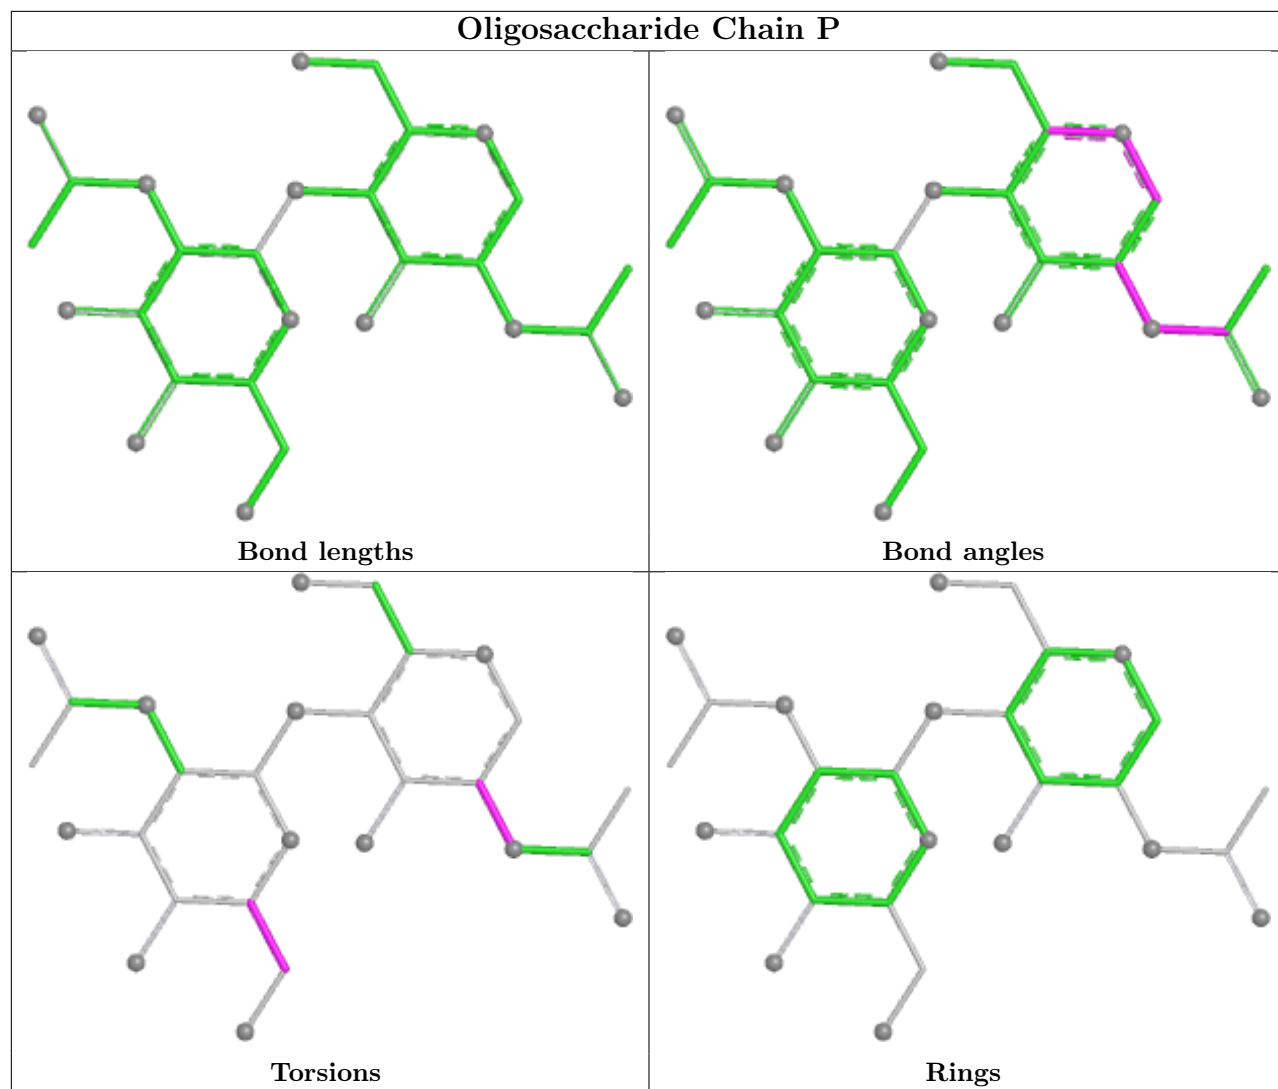 Oligosaccharide Chain P
Bond lengths
Bond angles
Torsions
Rings